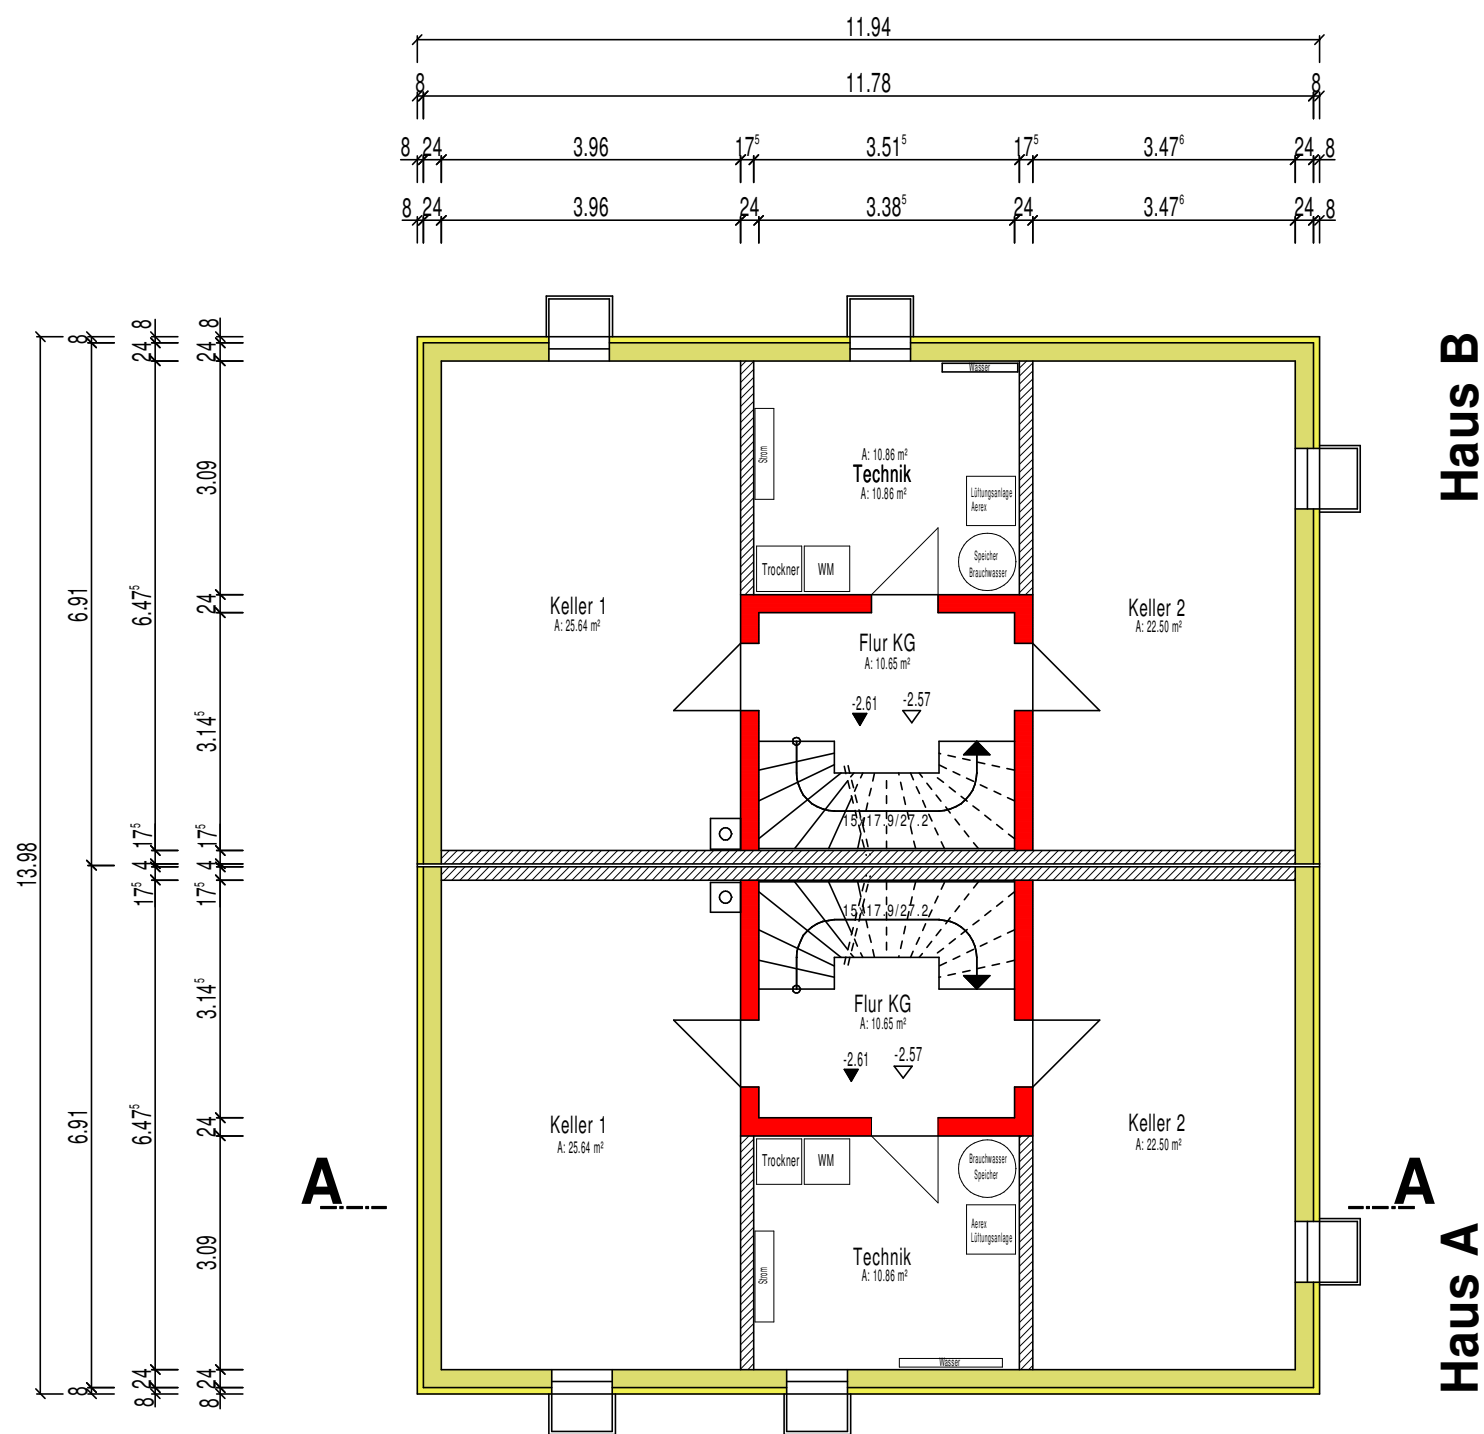 11.94
8 11.78 8
8 24 3.96 17⁵ 3.51⁵ 17⁵ 3.47⁶ 24 8
8 24 3.96 24 3.38⁵ 24 3.47⁶ 24 8
13.98
8 6.91 6.91 8
8 24 6.47⁵ 17⁵ 4 17⁵ 6.47⁵ 24 8
8 24 3.09 24 3.14⁵ 17⁵ 4 17⁵ 3.14⁵ 24 3.09 24 8
Haus B
Wasser
Strom
A: 10.86 m²
Technik
A: 10.86 m²
Lüftungsanlage
Aerex
Speicher
Brauchwasser
Trockner
WM
Keller 1
A: 25.64 m²
Keller 2
A: 22.50 m²
Flur KG
A: 10.65 m²
-2.61
-2.57
15x17.9/27.2
15x17.9/27.2
Flur KG
A: 10.65 m²
-2.61
-2.57
Keller 1
A: 25.64 m²
Keller 2
A: 22.50 m²
Trockner
WM
Brauchwasser
Speicher
Aerex
Lüftungsanlage
A
A
Technik
A: 10.86 m²
Strom
Wasser
Haus A